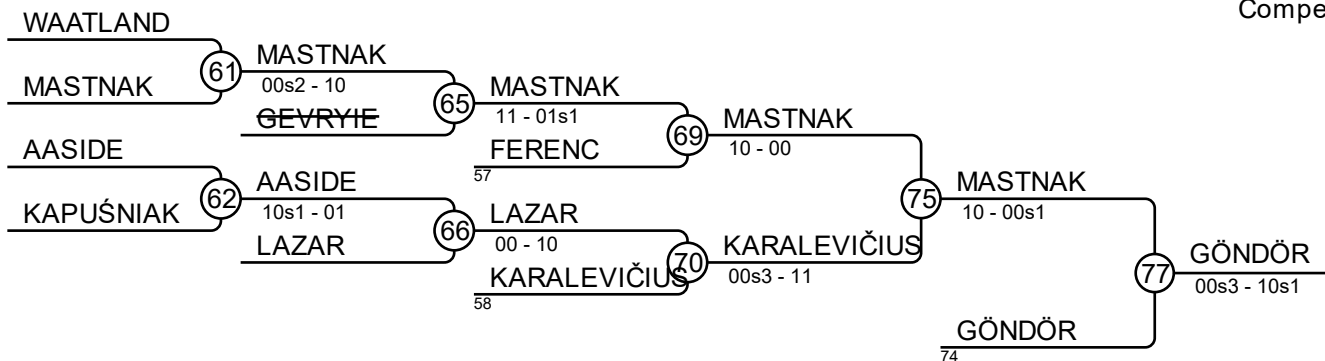 WAATLAND
Compe
MASTNAK
61
MASTNAK
00s2 - 10
GEVRYIE
65
MASTNAK
11 - 01s1
FERENC
57
69
MASTNAK
10 - 00
AASIDE
KAPUŚNIAK
62
AASIDE
10s1 - 01
LAZAR
66
LAZAR
00 - 10
KARALEVIČIUS
58
70
KARALEVIČIUS
00s3 - 11
75
MASTNAK
10 - 00s1
GÖNDÖR
74
77
GÖNDÖR
00s3 - 10s1